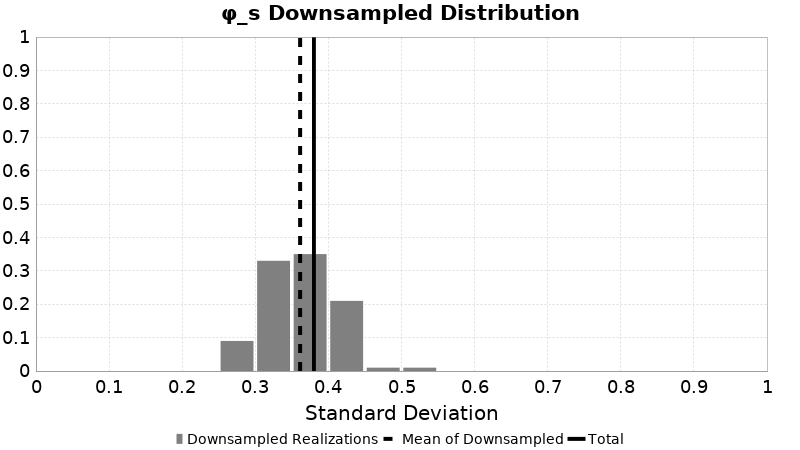 φ_s Downsampled Distribution
1
0.9
0.8
0.7
0.6
0.5
0.4
0.3
0.2
0.1
0
0 0.1 0.2 0.3 0.4 0.5 0.6 0.7 0.8 0.9 1
Standard Deviation
Downsampled Realizations Mean of Downsampled Total